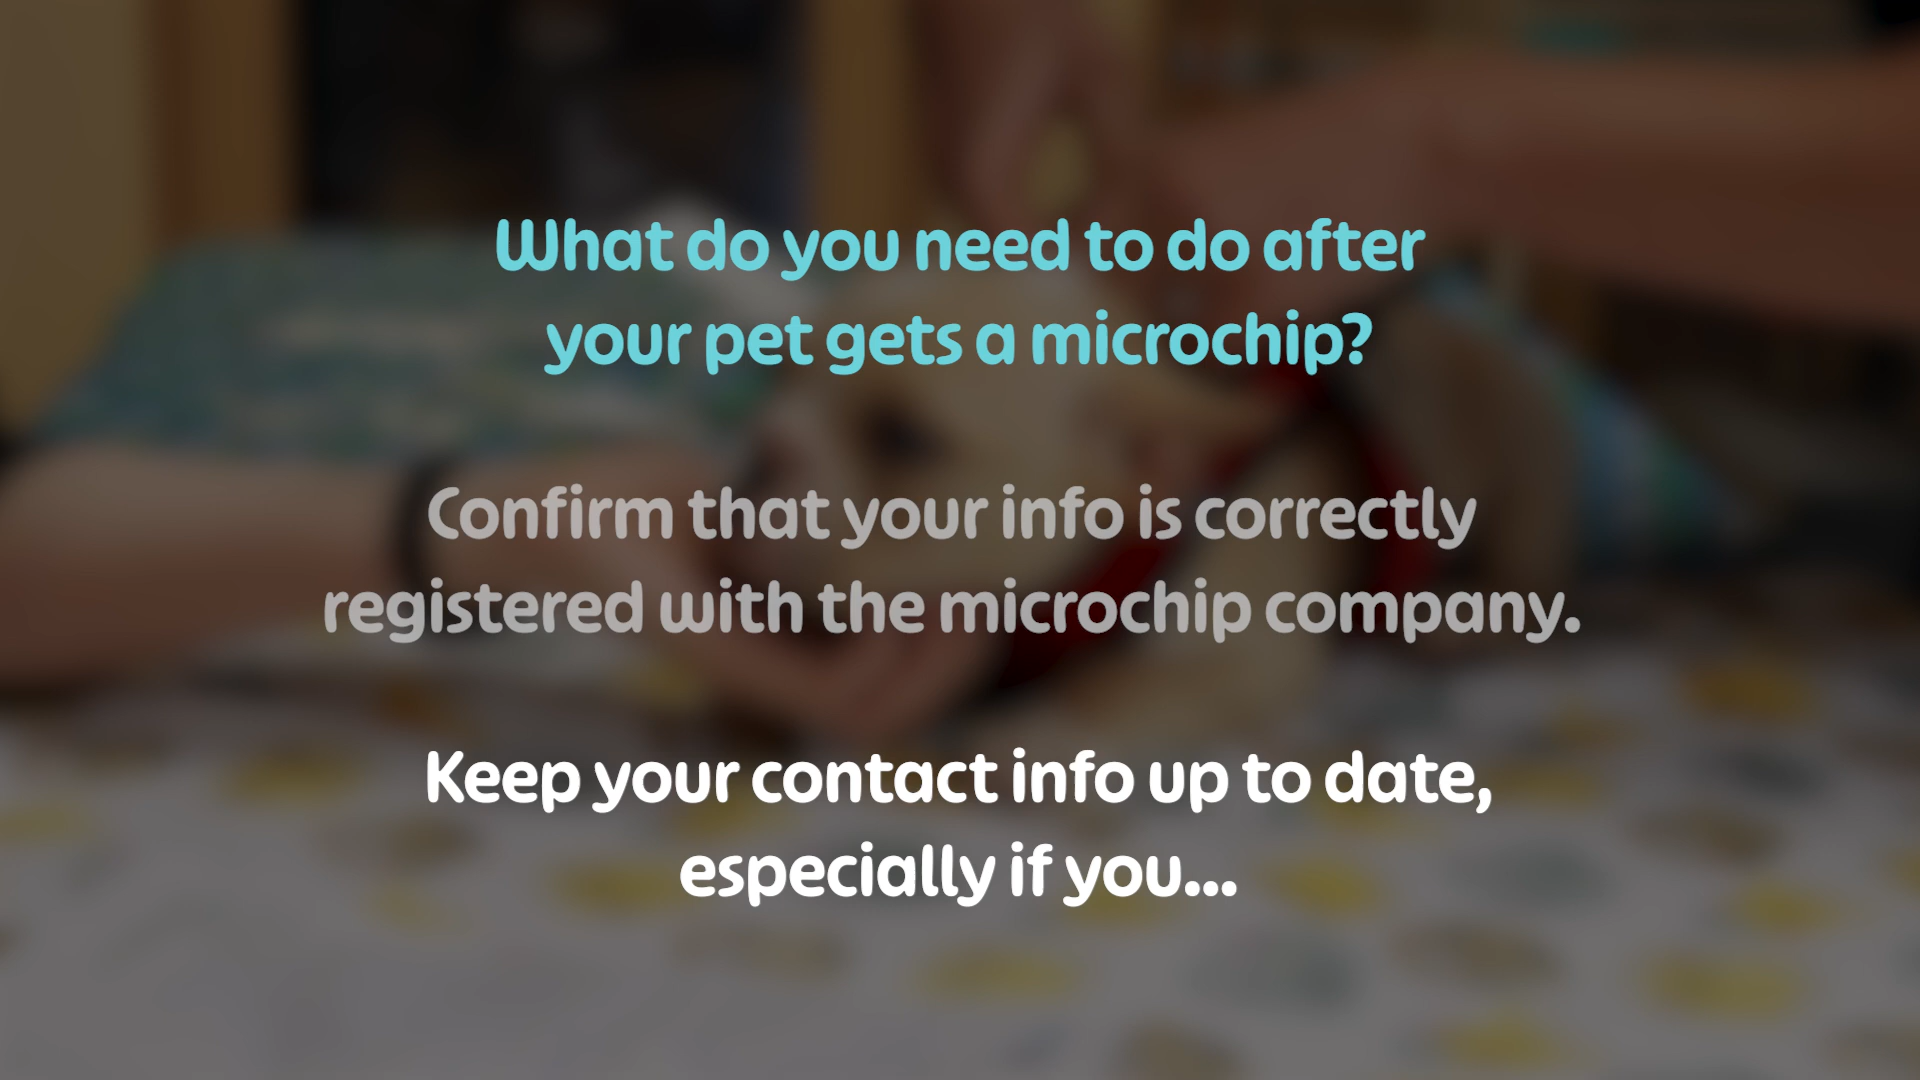 What do you need to do after
your pet gets a microchip?
Confirm that your info is correctly
registered with the microchip company.
Keep your contact info up to date,
especially if you...